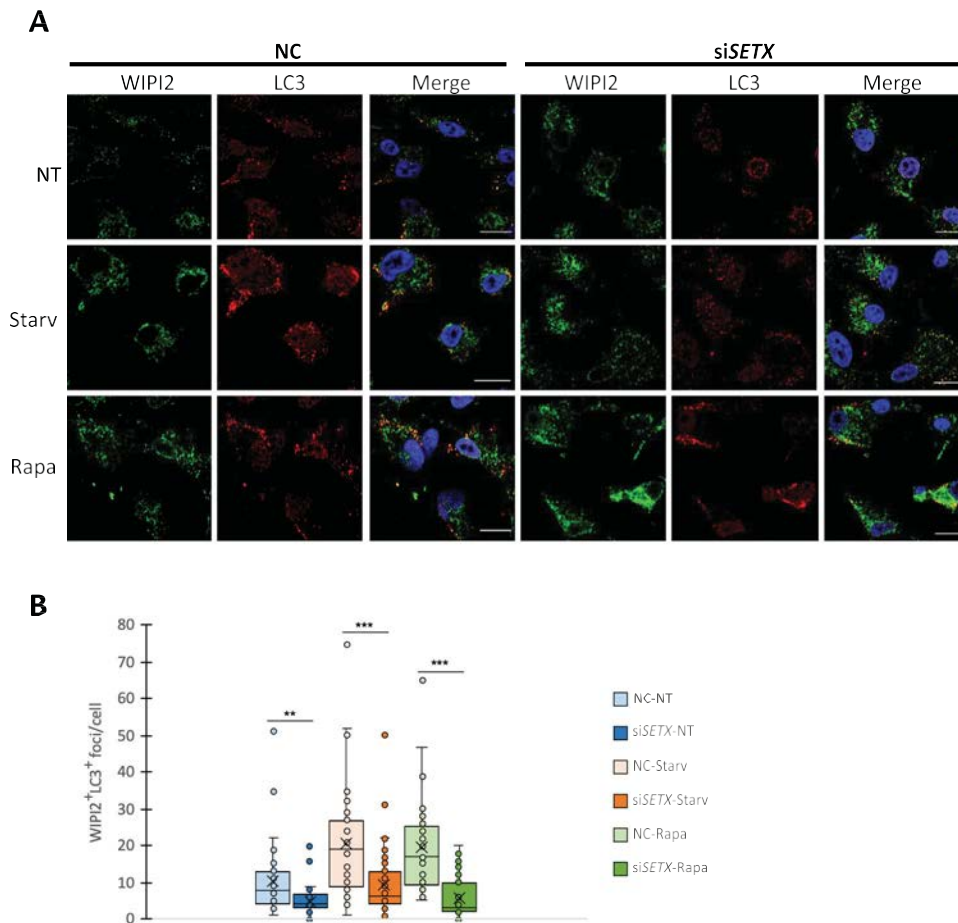 A
NC siSETX
WIPI2 LC3 Merge WIPI2 LC3 Merge
NT
Starv
Rapa
B
80
70
60
50
40
30
20
10
0
WIPI2+LC3+ foci/cell
**
***
***
NC-NT
siSETX-NT
NC-Starv
siSETX-Starv
NC-Rapa
siSETX-Rapa